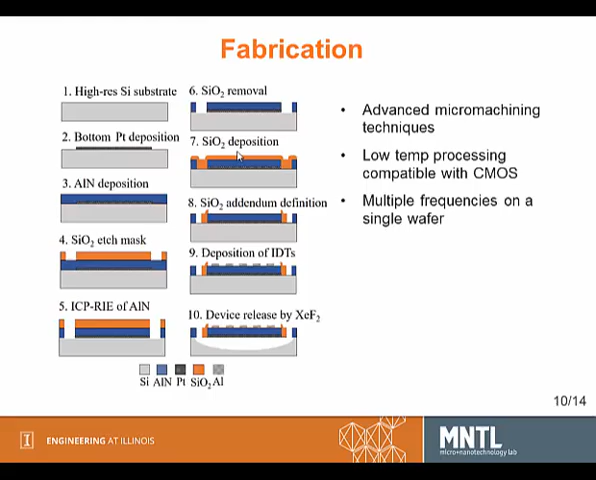 Fabrication
1. High-res Si substrate
2. Bottom Pt deposition
3. AlN deposition
4. SiO2 etch mask
5. ICP-RIE of AlN
6. SiO2 removal
7. SiO2 deposition
8. SiO2 addendum definition
9. Deposition of IDTs
10. Device release by XeF2
Si AlN Pt SiO2 Al
• Advanced micromachining
techniques
• Low temp processing
compatible with CMOS
• Multiple frequencies on a
single wafer
10/14
I ENGINEERING AT ILLINOIS
MNTL
micro+nanotechnology lab